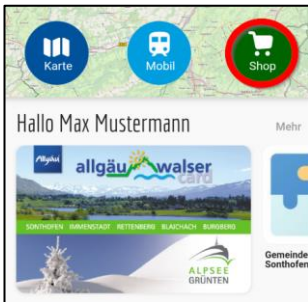 Karte
Mobil
Shop
Hallo Max Mustermann
Mehr
Allgäu
allgäu walser
card
SONTHOFEN IMMENSTADT RETTENBERG BLAICHACH BURGBERG
ALPSEE
GRÜNTEN
Gemeinde
Sonthofen